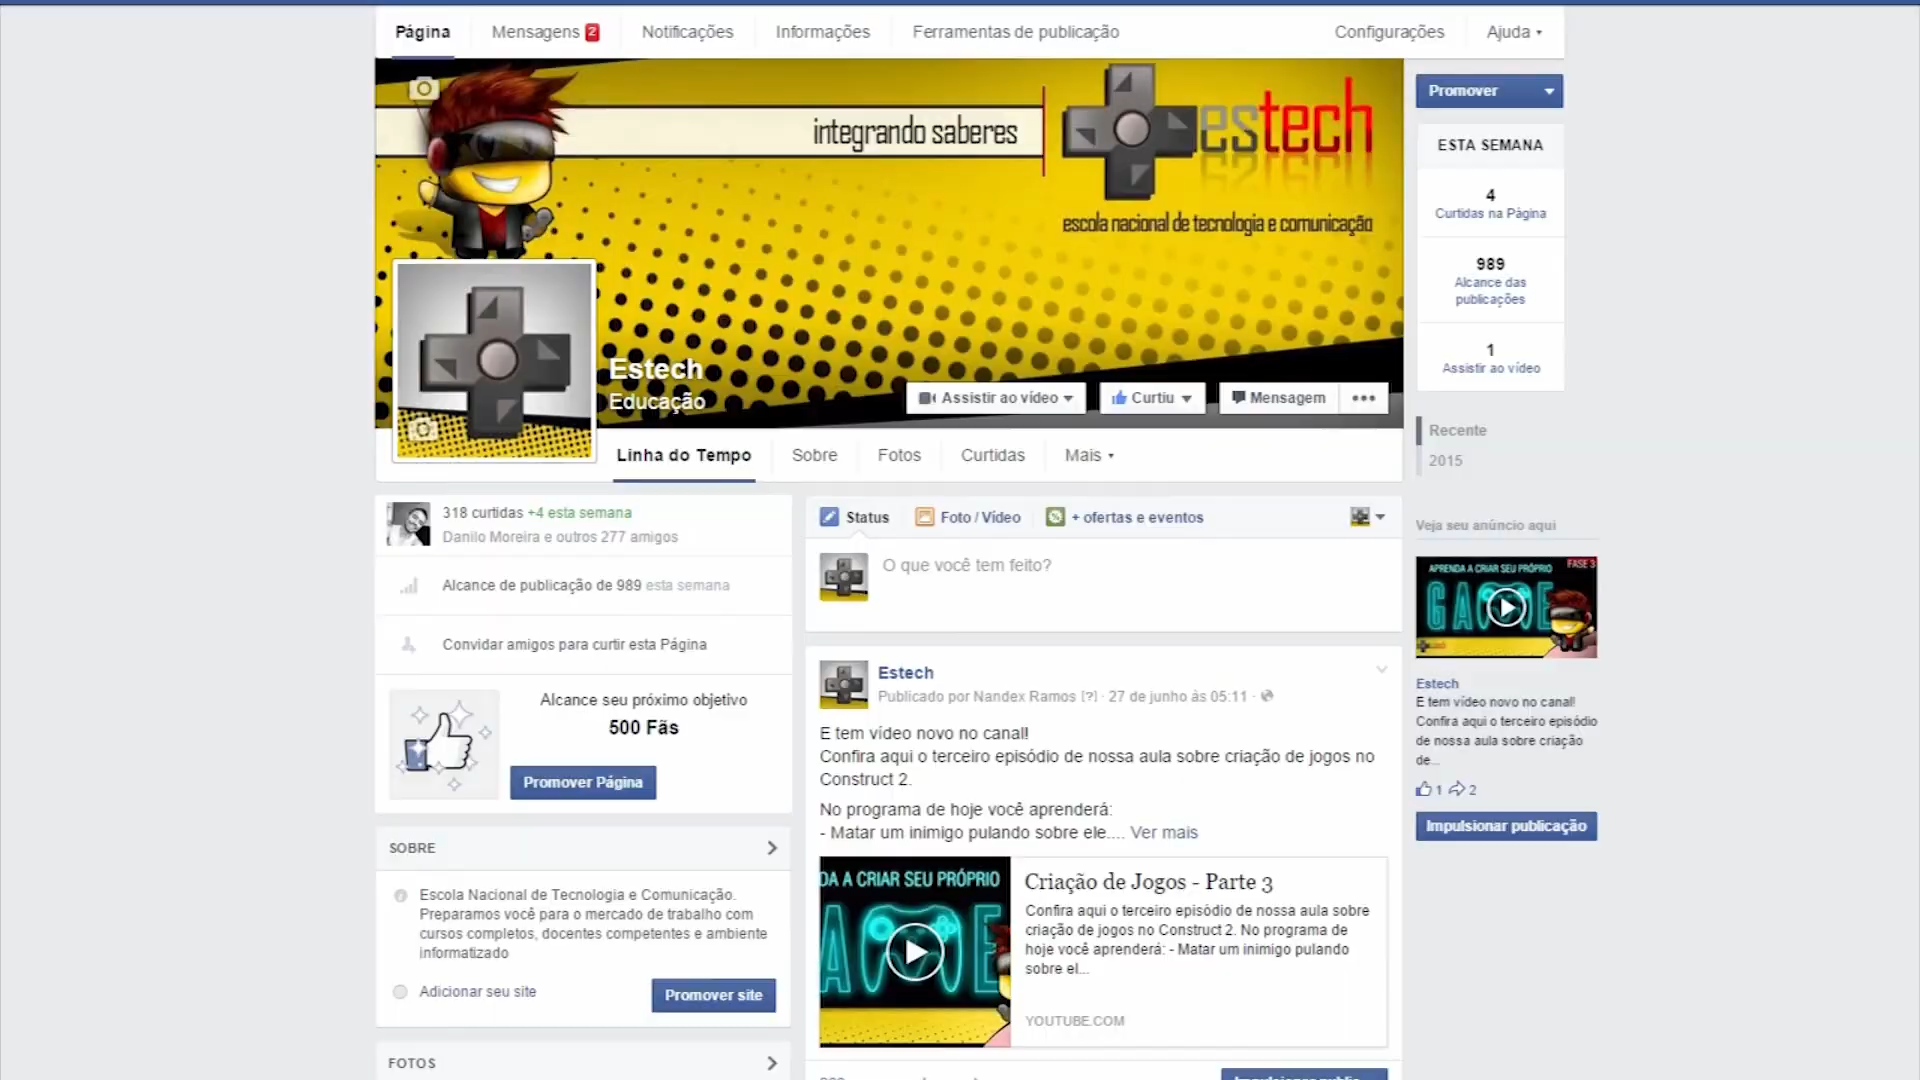 Página
Mensagens 2
Notificações
Informações
Ferramentas de publicação
Configurações
Ajuda
integrando saberes
estech
escola nacional de tecnologia e comunicação
Estech
Educação
Assistir ao vídeo
Curtiu
Mensagem
Linha do Tempo
Sobre
Fotos
Curtidas
Mais
318 curtidas +4 esta semana
Danilo Moreira e outros 277 amigos
Alcance de publicação de 989 esta semana
Convidar amigos para curtir esta Página
Alcance seu próximo objetivo
500 Fãs
Promover Página
SOBRE
Escola Nacional de Tecnologia e Comunicação.
Preparamos você para o mercado de trabalho com
cursos completos, docentes competentes e ambiente
informatizado
Adicionar seu site
Promover site
FOTOS
Status
Foto / Vídeo
+ ofertas e eventos
O que você tem feito?
Estech
Publicado por Nandex Ramos [?] · 27 de junho às 05:11 ·
E tem vídeo novo no canal!
Confira aqui o terceiro episódio de nossa aula sobre criação de jogos no
Construct 2.
No programa de hoje você aprenderá:
- Matar um inimigo pulando sobre ele.... Ver mais
DA A CRIAR SEU PRÓPRIO
Criação de Jogos - Parte 3
Confira aqui o terceiro episódio de nossa aula sobre
criação de jogos no Construct 2. No programa de
hoje você aprenderá: - Matar um inimigo pulando
sobre el...
YOUTUBE.COM
Promover
ESTA SEMANA
4
Curtidas na Página
989
Alcance das
publicações
1
Assistir ao vídeo
Recente
2015
Veja seu anúncio aqui
APRENDA A CRIAR SEU PRÓPRIO
FASE 3
GAME
Estech
E tem vídeo novo no canal!
Confira aqui o terceiro episódio
de nossa aula sobre criação
de...
1
2
Impulsionar publicação